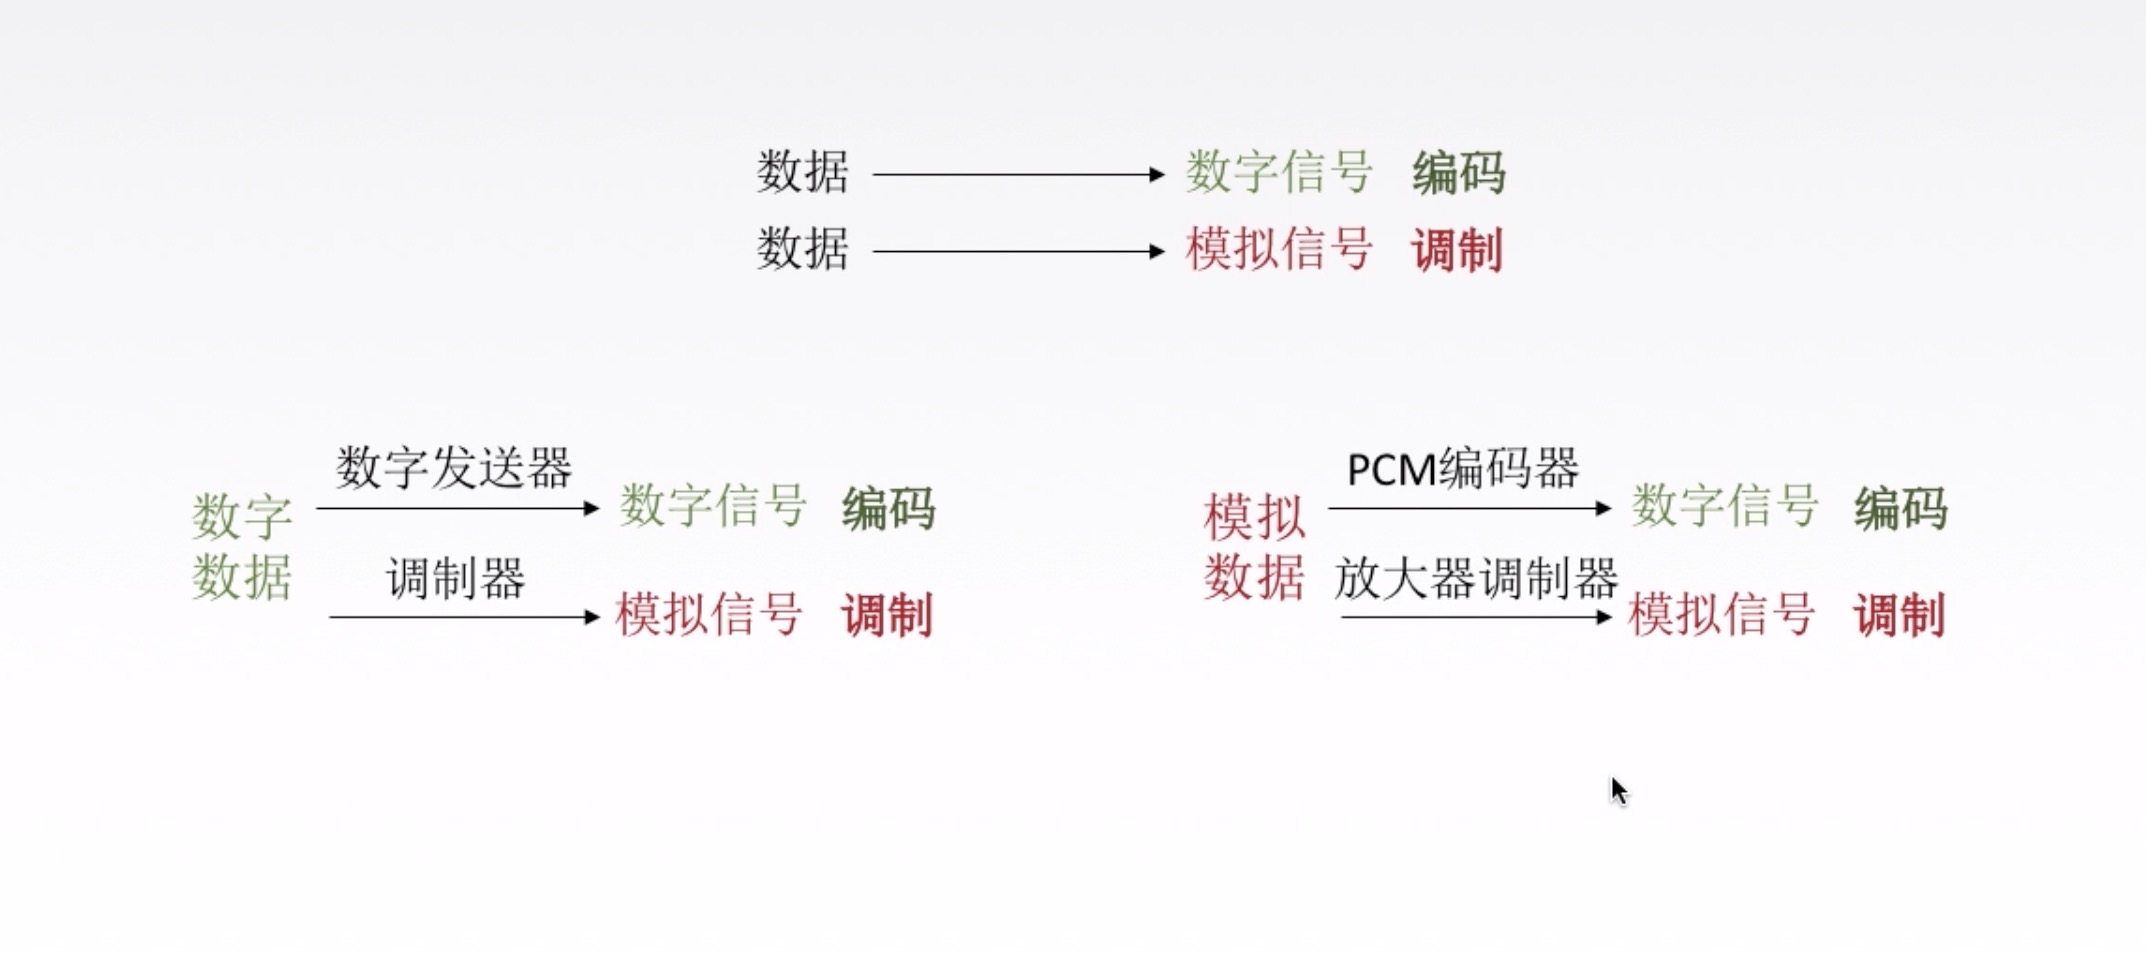 数据 数字信号 编码
数据 模拟信号 调制
数字发送器
数字
数据
数字信号 编码
调制器
模拟信号 调制
PCM编码器
模拟
数据
数字信号 编码
放大器调制器
模拟信号 调制